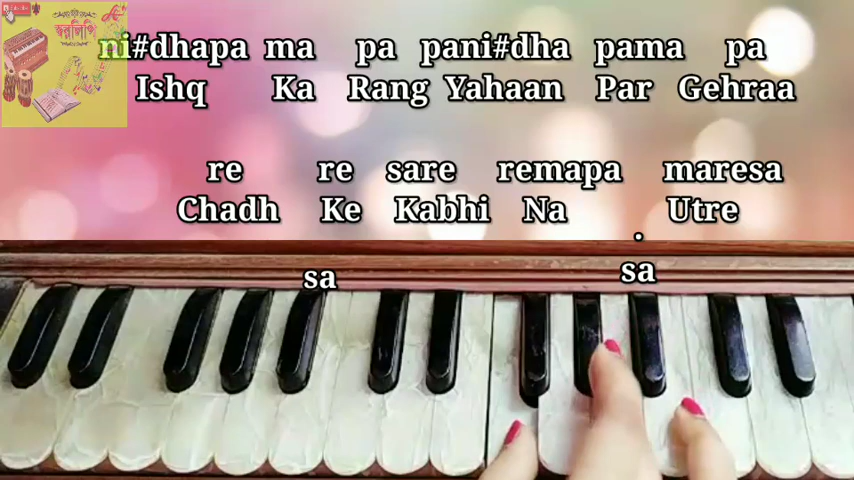 স্বরলিপি
ni#dhapa ma pa pani#dha pama pa
Ishq Ka Rang Yahaan Par Gehraa
re re sare remapa maresa
Chadh Ke Kabhi Na Utre
sa sa